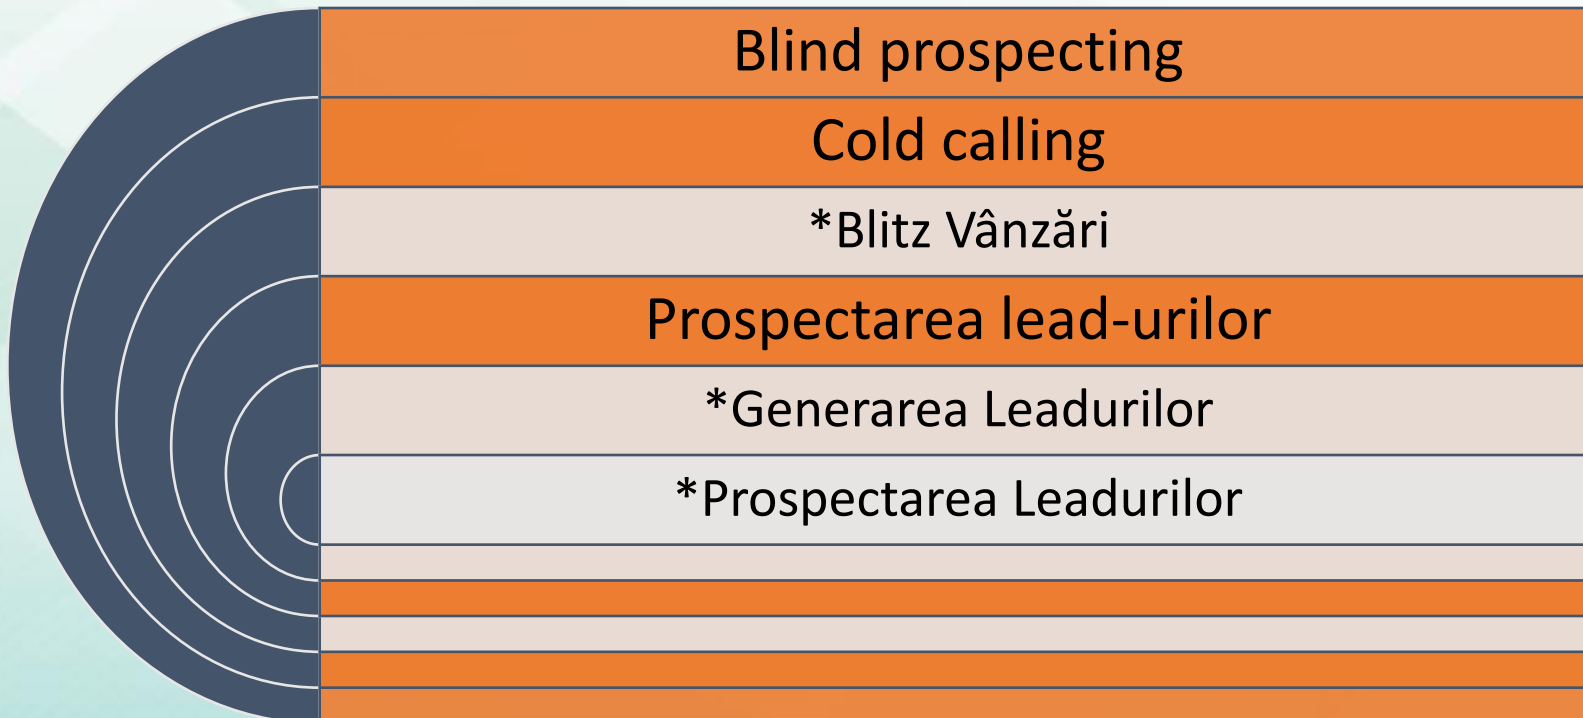 Blind prospecting
Cold calling
*Blitz Vânzări
Prospectarea lead-urilor
*Generarea Leadurilor
*Prospectarea Leadurilor